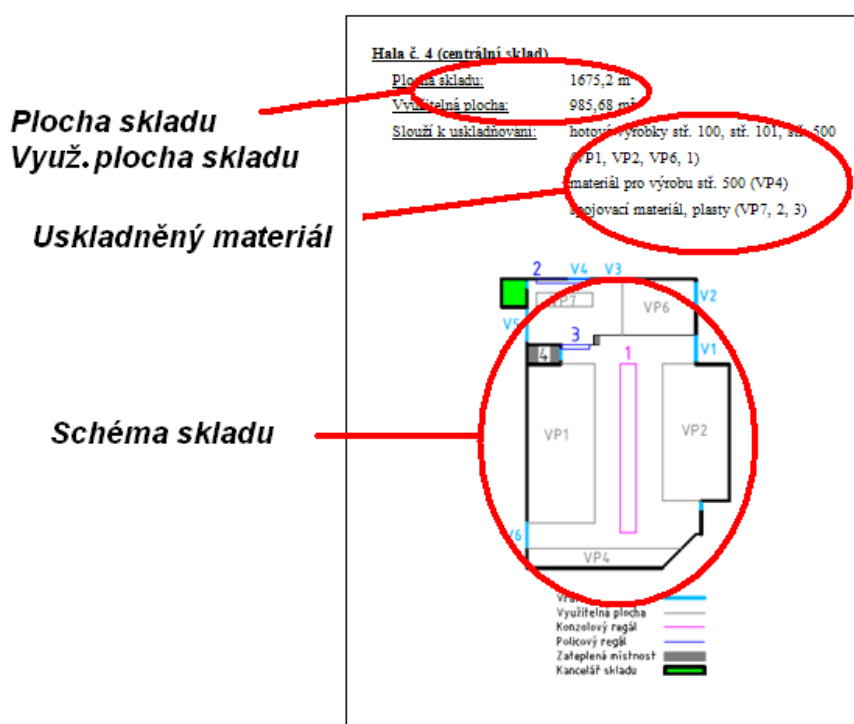 Hala č. 4 (centrální sklad)
Plocha skladu: 1675,2 m
Využitelná plocha: 985,68 m²
Slouží k uskladňování: hotové výrobky stř. 100, stř. 101, stř. 500
(VP1, VP2, VP6, 1)
materiál pro výrobu stř. 500 (VP4)
spojovací materiál, plasty (VP7, 2, 3)
Plocha skladu
Využ. plocha skladu
Uskladněný materiál
Schéma skladu
2 V4 V3
VP7 VP6 V2
V5
3
4 1 V1
VP1 VP2
V6
VP4
Využitelná plocha
Konzolový regál
Policový regál
Zateplená místnost
Kancelář skladu